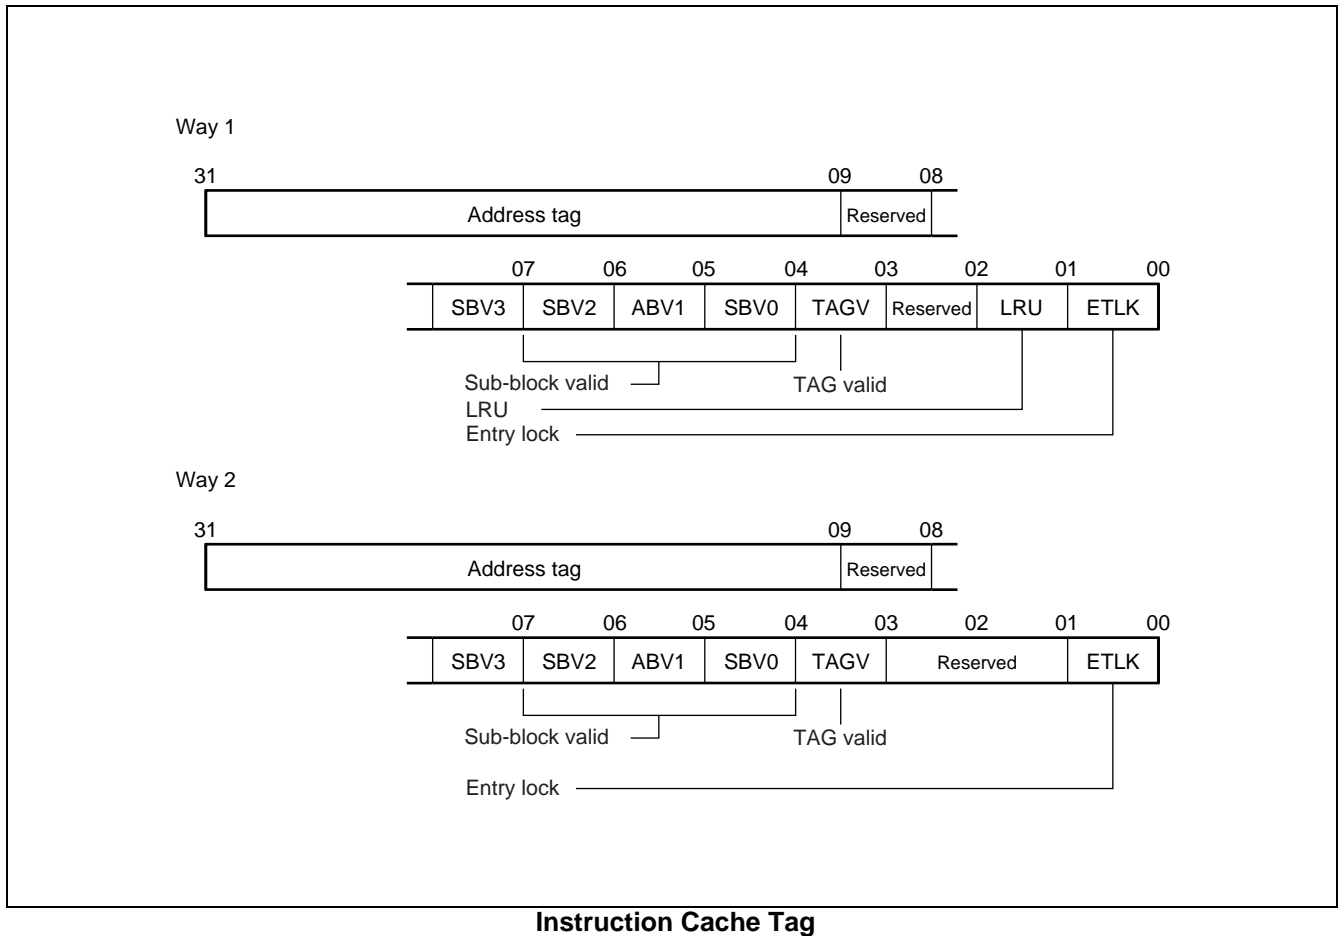 Way 1
31 09 08
Address tag Reserved
07 06 05 04 03 02 01 00
SBV3 SBV2 ABV1 SBV0 TAGV Reserved LRU ETLK
Sub-block valid TAG valid
LRU
Entry lock
Way 2
31 09 08
Address tag Reserved
07 06 05 04 03 02 01 00
SBV3 SBV2 ABV1 SBV0 TAGV Reserved ETLK
Sub-block valid TAG valid
Entry lock
Instruction Cache Tag